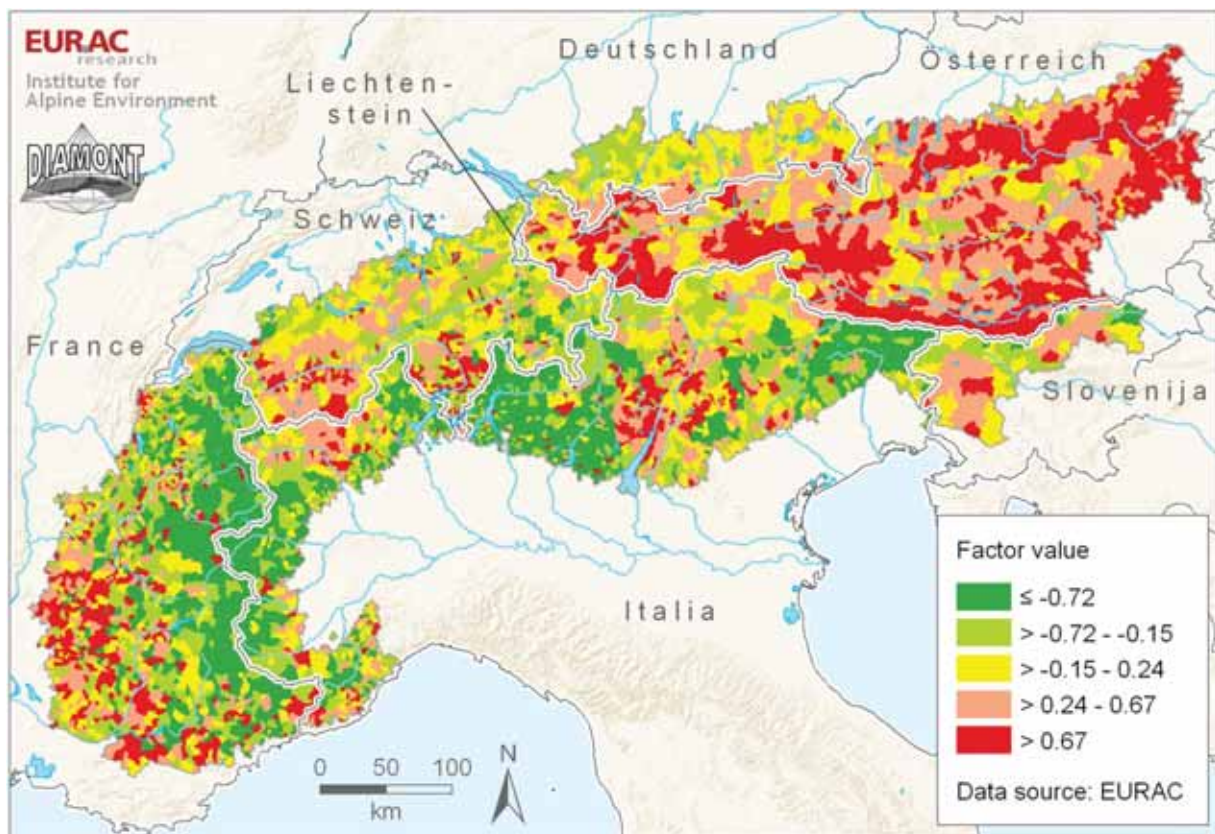 EURAC
research
Institute for
Alpine Environment
DIAMONT
Deutschland
Österreich
Liechten-
stein
Schweiz
France
Slovenija
Italia
Factor value
≤ -0.72
> -0.72 - -0.15
> -0.15 - 0.24
> 0.24 - 0.67
> 0.67
Data source: EURAC
0 50 100
km
N